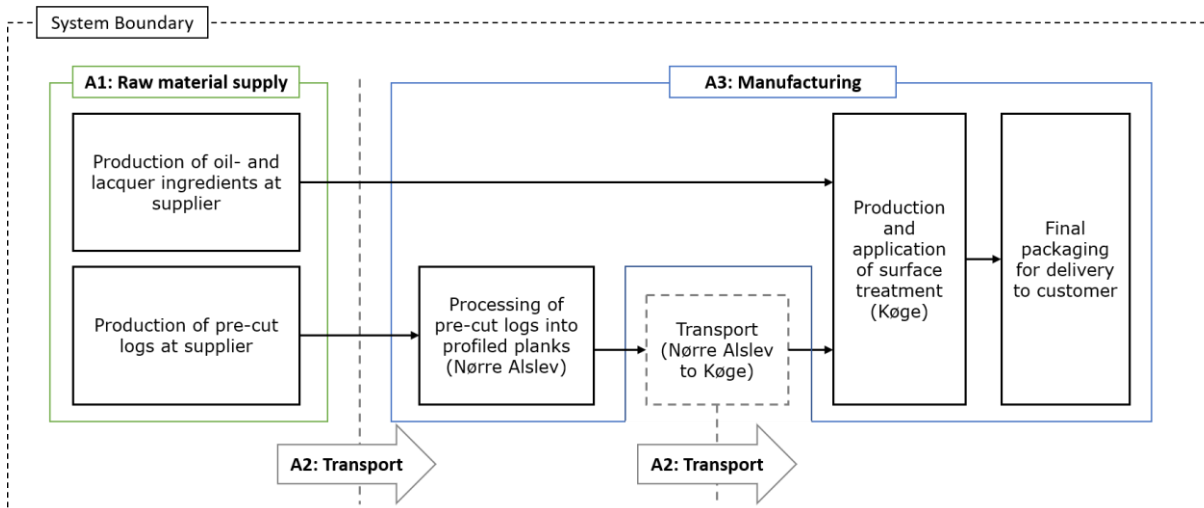 System Boundary
A1: Raw material supply
A3: Manufacturing
Production of oil- and
lacquer ingredients at
supplier
Production of pre-cut
logs at supplier
Processing of
pre-cut logs into
profiled planks
(Nørre Alslev)
Transport
(Nørre Alslev
to Køge)
Production
and
application
of surface
treatment
(Køge)
Final
packaging
for delivery
to customer
A2: Transport
A2: Transport